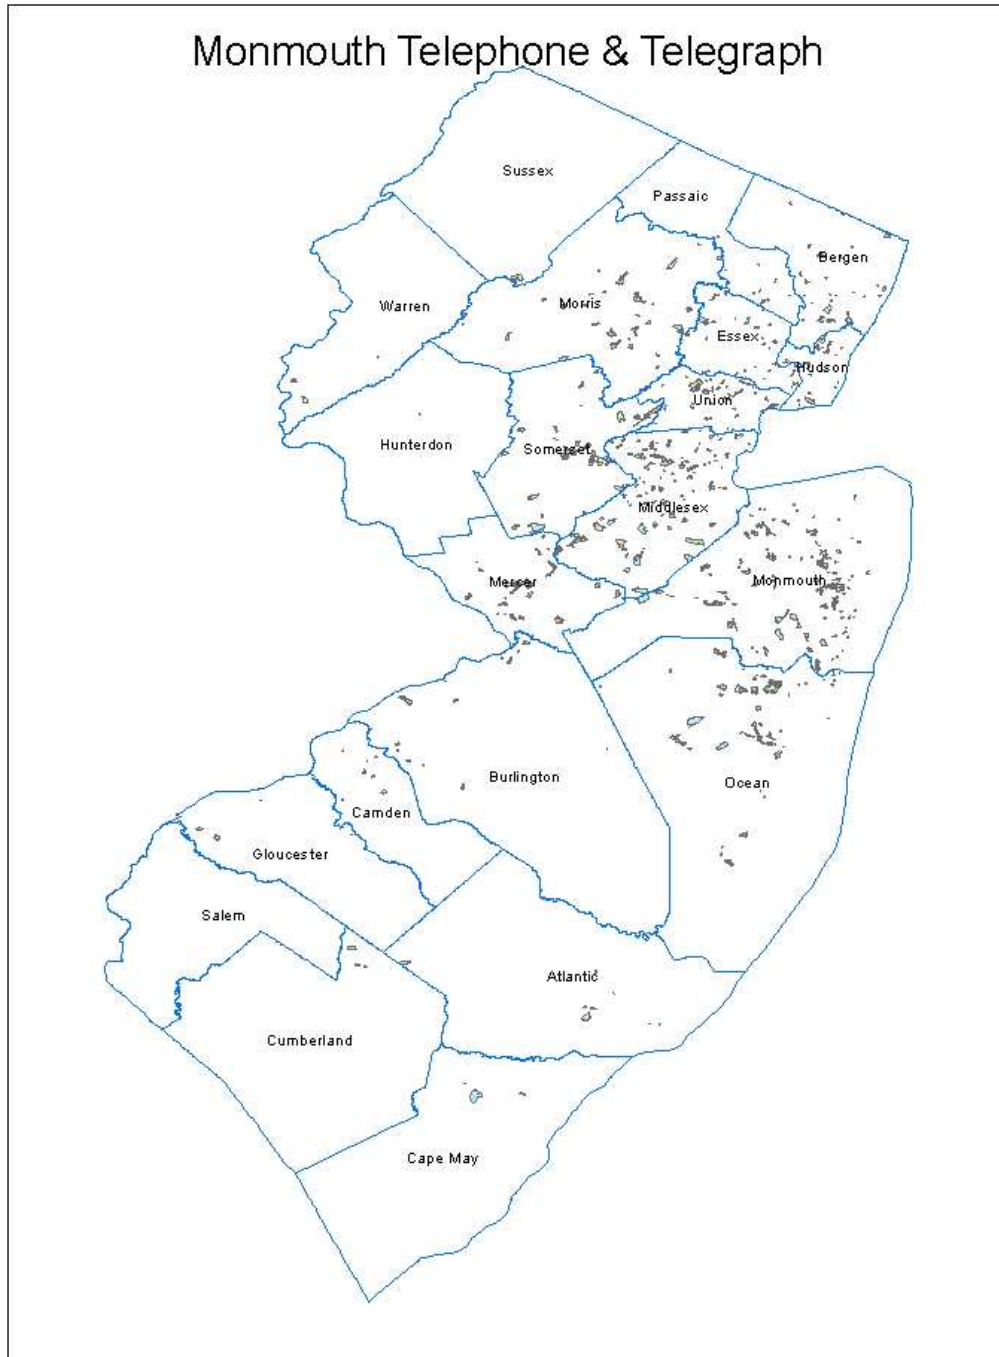 Monmouth Telephone & Telegraph
Sussex
Passaic
Bergen
Warren
Morris
Essex
Hudson
Union
Hunterdon
Somerset
Middlesex
Mercer
Monmouth
Burlington
Ocean
Camden
Gloucester
Salem
Atlantic
Cumberland
Cape May